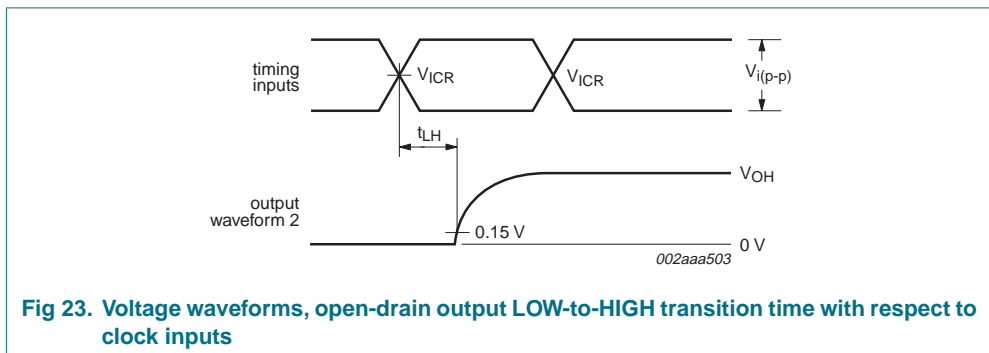 timing
inputs
VICR
VICR
Vi(p-p)
tLH
output
waveform 2
0.15 V
VOH
0 V
002aaa503
Fig 23. Voltage waveforms, open-drain output LOW-to-HIGH transition time with respect to
clock inputs